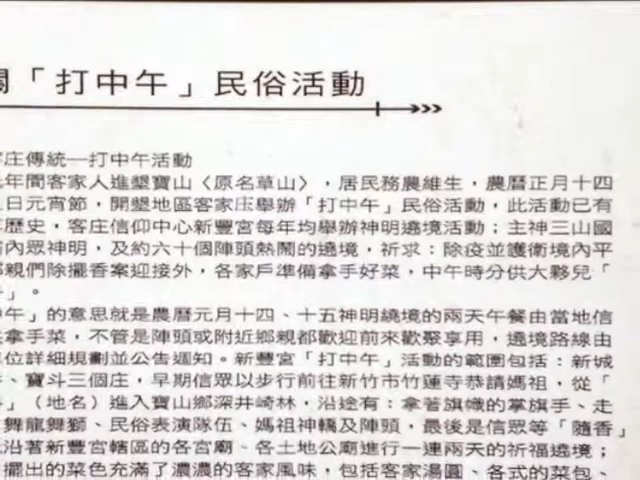 「打中午」民俗活動
庄傳統—打中午活動
年間客家人進墾寶山〈原名草山〉，居民務農維生，農曆正月十四
日元宵節，開墾地區客家庄舉辦「打中午」民俗活動，此活動已有
歷史，客庄信仰中心新豐宮每年均舉辦神明遶境活動；主神三山國
內眾神明，及約六十個陣頭熱鬧的遶境，祈求：除疫並護衛境內平
親們除擺香案迎接外，各家戶準備拿手好菜，中午時分供大夥兒「
」。
午」的意思就是農曆元月十四、十五神明繞境的兩天午餐由當地信
拿手菜，不管是陣頭或附近鄉親都歡迎前來歡聚享用，遶境路線由
位詳細規劃並公告週知。新豐宮「打中午」活動的範圍包括：新城
、寶斗三個庄，早期信眾以步行前往新竹市竹蓮寺恭請媽祖，從「
」（地名）進入寶山鄉深井崎林，沿途有：拿著旗幟的掌旗手、走
舞龍舞獅、民俗表演隊伍、媽祖神轎及陣頭，最後是信眾等「隨香」
沿著新豐宮轄區的各宮廟、各土地公廟進行一連兩天的祈福遶境；
擺出的菜色充滿了濃濃的客家風味，包括客家湯圓、各式的菜包、